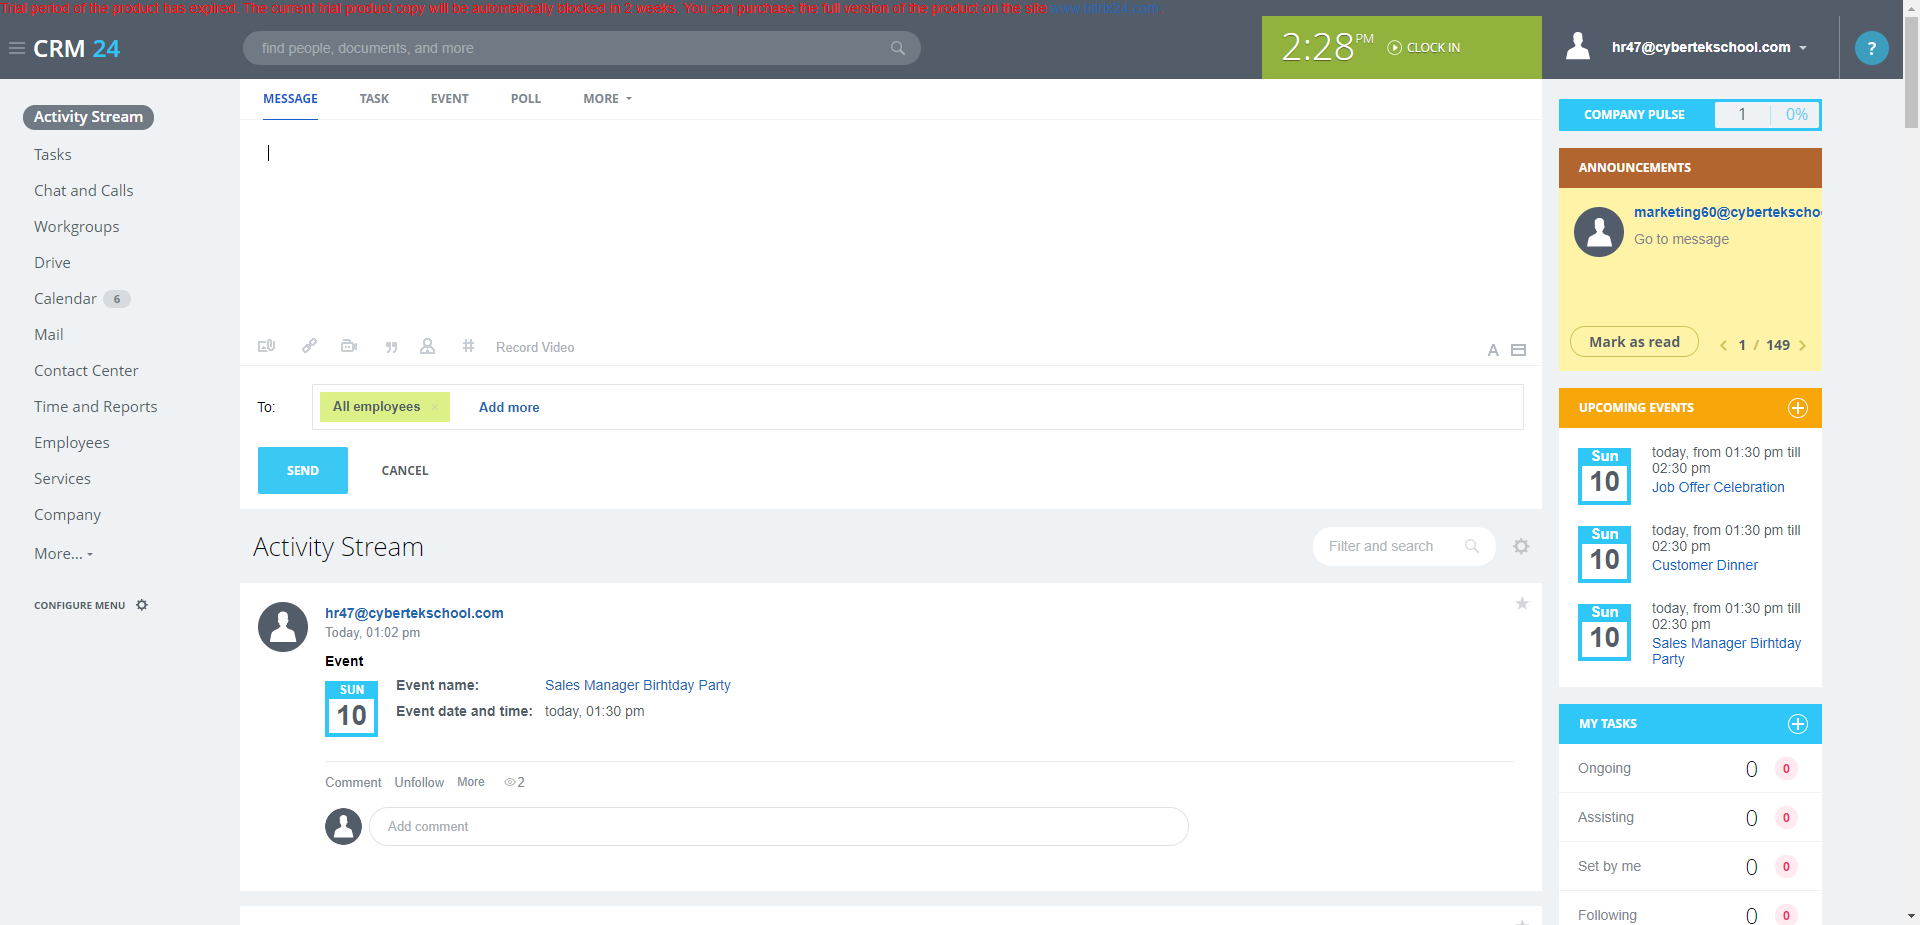 Trial period of the product has expired. The current trial product copy will be automatically blocked in 2 weeks. You can purchase the full version of the product on the site www.bitrix24.com.
CRM 24
find people, documents, and more
2:28 PM
CLOCK IN
hr47@cybertekschool.com
?
Activity Stream
Tasks
Chat and Calls
Workgroups
Drive
Calendar 6
Mail
Contact Center
Time and Reports
Employees
Services
Company
More...
CONFIGURE MENU
MESSAGE TASK EVENT POLL MORE
Record Video
A
To: All employees × Add more
SEND CANCEL
Activity Stream
Filter and search
hr47@cybertekschool.com
Today, 01:02 pm
Event
SUN
10
Event name: Sales Manager Birhtday Party
Event date and time: today, 01:30 pm
Comment Unfollow More 2
Add comment
COMPANY PULSE 1 0%
ANNOUNCEMENTS
marketing60@cybertekscho
Go to message
Mark as read
1 / 149
UPCOMING EVENTS
Sun
10
today, from 01:30 pm till
02:30 pm
Job Offer Celebration
Sun
10
today, from 01:30 pm till
02:30 pm
Customer Dinner
Sun
10
today, from 01:30 pm till
02:30 pm
Sales Manager Birhtday
Party
MY TASKS
Ongoing 0 0
Assisting 0 0
Set by me 0 0
Following 0 0